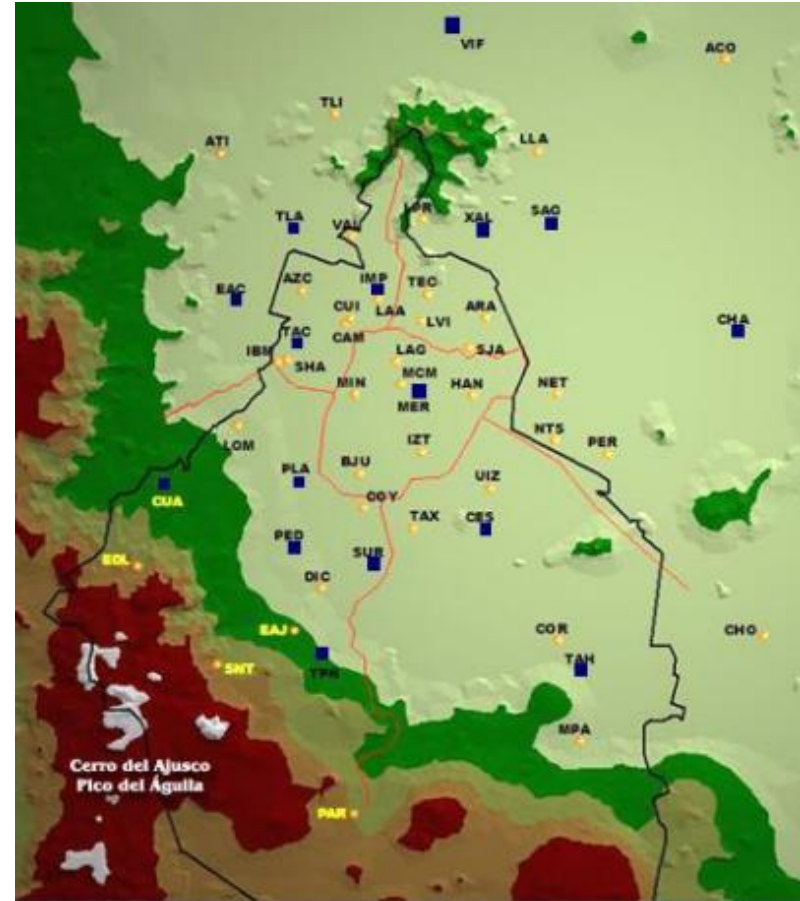 VIF
ACO
TLI
ATI
LLA
TLA
VAL
LPR
XAL
SAG
EAC
AZC
IMP
TEC
CUI
LAA
ARA
CHA
CAM
LVI
TAC
IBM
SHA
LAG
SJA
MCM
MIN
HAN
NET
MER
LOM
IZT
NTS
PER
PLA
BJU
UIZ
CUA
COY
TAX
CES
PED
SUB
EDL
DIC
EAJ
COR
CHO
SNT
TPN
TAH
MPA
Cerro del Ajusco
Pico del Águila
PAR